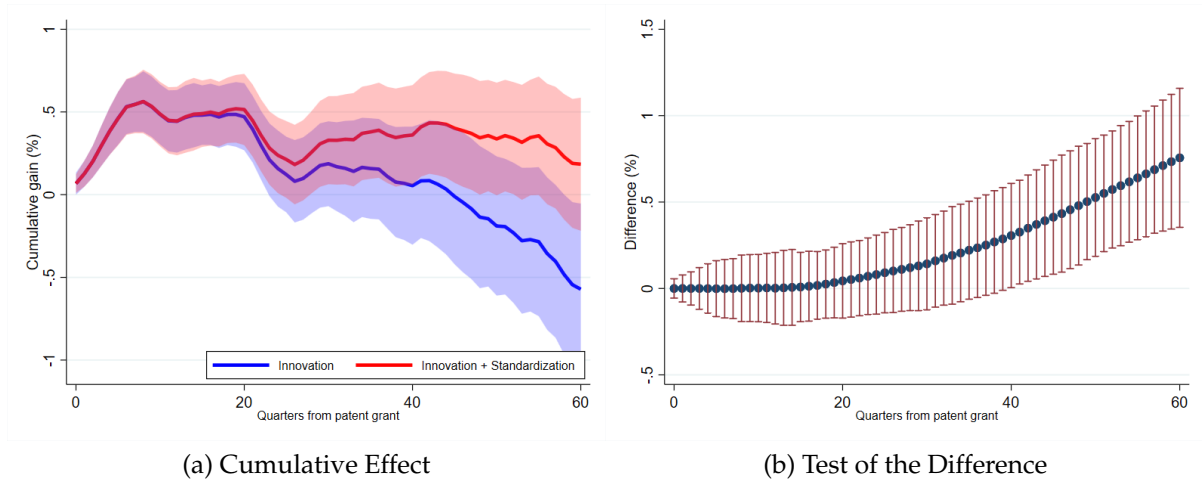 1
.5
0
-.5
-1
Cumulative gain (%)
Innovation
Innovation + Standardization
0
20
40
60
Quarters from patent grant
(a) Cumulative Effect
1.5
1
.5
0
-.5
Difference (%)
0
20
40
60
Quarters from patent grant
(b) Test of the Difference